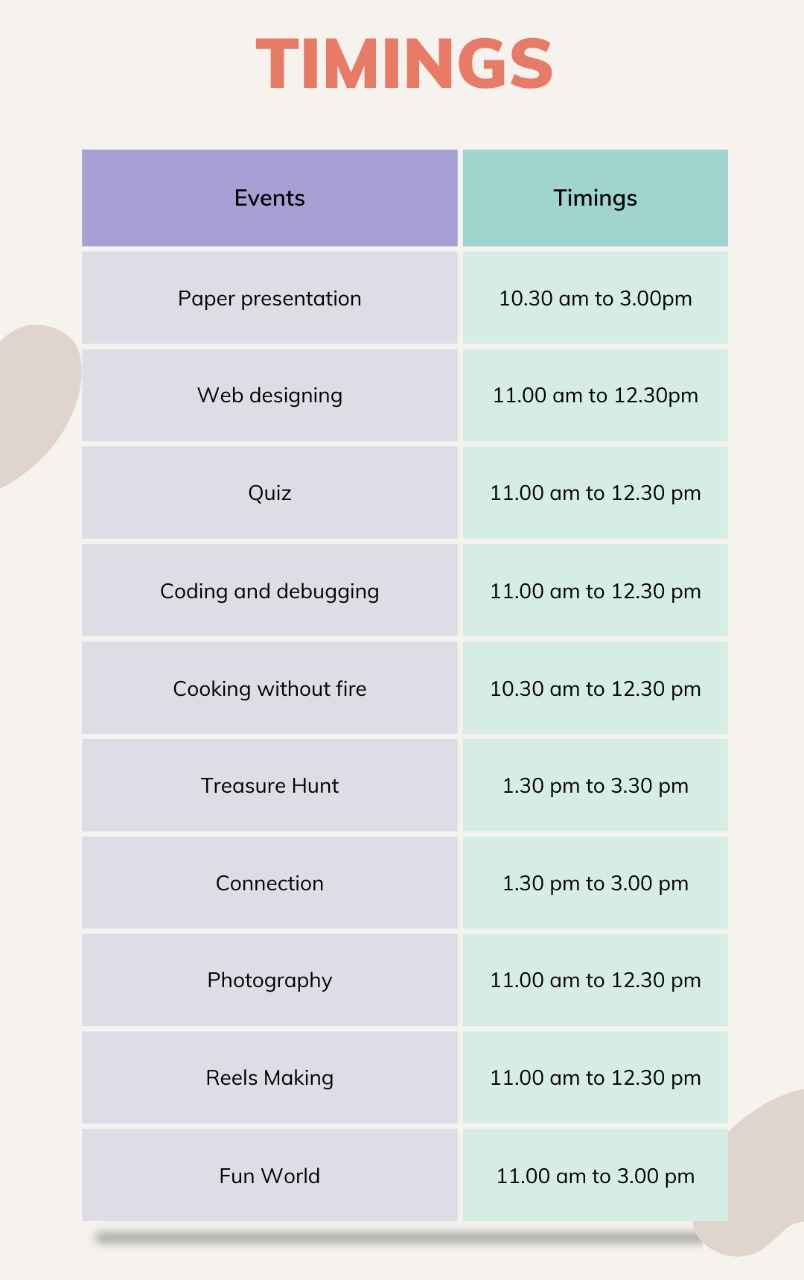 TIMINGS
Events Timings
Paper presentation 10.30 am to 3.00pm
Web designing 11.00 am to 12.30pm
Quiz 11.00 am to 12.30 pm
Coding and debugging 11.00 am to 12.30 pm
Cooking without fire 10.30 am to 12.30 pm
Treasure Hunt 1.30 pm to 3.30 pm
Connection 1.30 pm to 3.00 pm
Photography 11.00 am to 12.30 pm
Reels Making 11.00 am to 12.30 pm
Fun World 11.00 am to 3.00 pm